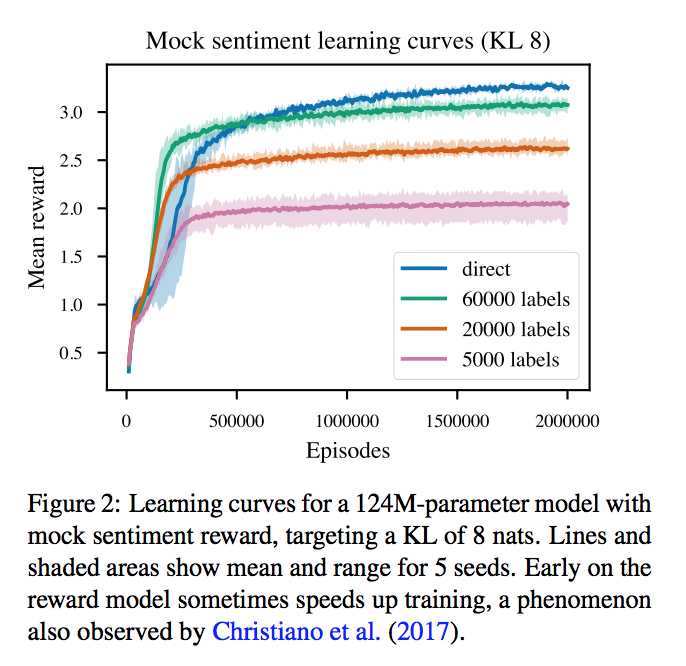 Mock sentiment learning curves (KL 8)
Mean reward
3.0
2.5
2.0
1.5
1.0
0.5
direct
60000 labels
20000 labels
5000 labels
0 500000 1000000 1500000 2000000
Episodes
Figure 2: Learning curves for a 124M-parameter model with
mock sentiment reward, targeting a KL of 8 nats. Lines and
shaded areas show mean and range for 5 seeds. Early on the
reward model sometimes speeds up training, a phenomenon
also observed by Christiano et al. (2017).